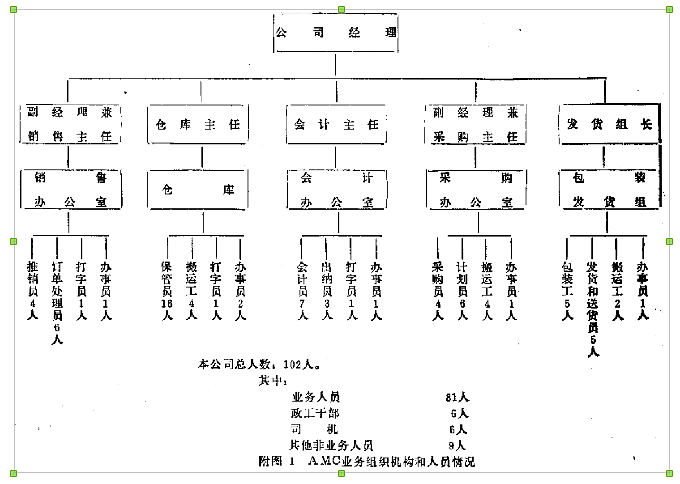 公司经理
副经理兼
销售主任
仓库主任
会计主任
副经理兼
采购主任
发货组长
销售
办公室
仓库
会计
办公室
采购
办公室
包装
发货组
推销员4人
订单处理员6人
打字员1人
办事员1人
保管员16人
搬运工4人
打字员1人
办事员2人
会计员7人
出纳员3人
打字员1人
办事员1人
采购员4人
计划员6人
搬运工4人
办事员1人
包装工5人
发货和送货员5人
搬运工2人
办事员1人
本公司总人数：102人。
其中：
业务人员 81人
政工干部 6人
司机 6人
其他非业务人员 9人
附图 1 AMC业务组织机构和人员情况